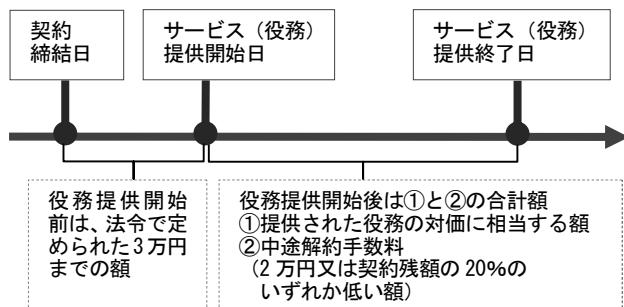 契約
締結日
サービス（役務）
提供開始日
サービス（役務）
提供終了日
役務提供開始
前は、法令で定
められた3万円
までの額
役務提供開始後は①と②の合計額
①提供された役務の対価に相当する額
②中途解約手数料
（2万円又は契約残額の20％の
いずれか低い額）